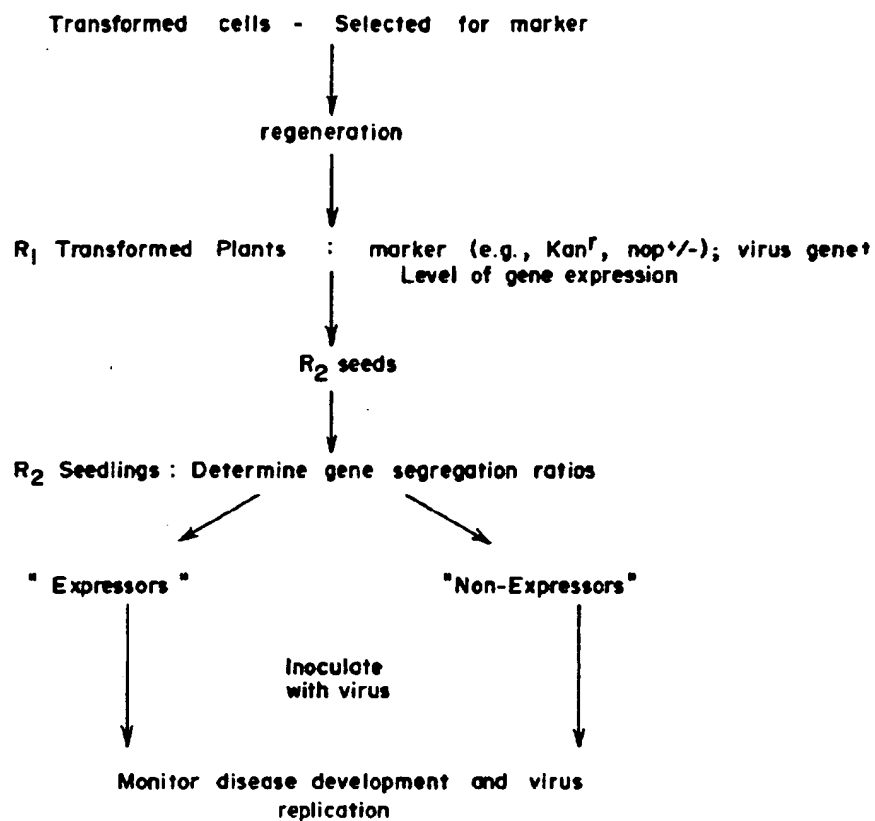 Transformed cells - Selected for marker
regeneration
R1 Transformed Plants : marker (e.g., Kanr, nop+/-); virus gene+
Level of gene expression
R2 seeds
R2 Seedlings : Determine gene segregation ratios
" Expressors "
"Non-Expressors"
Inoculate
with virus
Monitor disease development and virus
replication